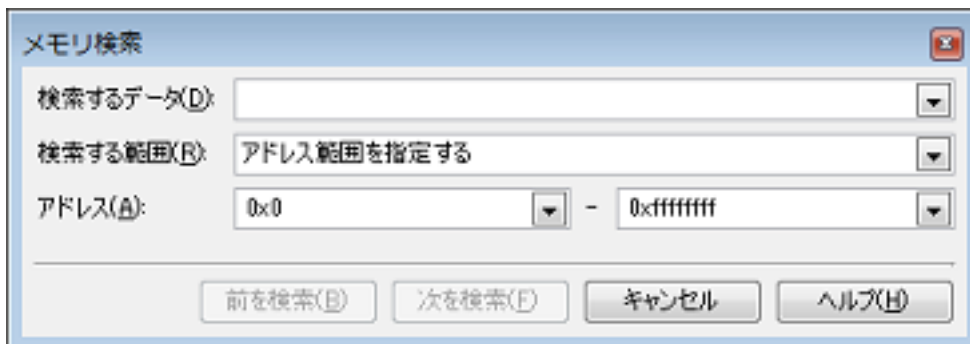 メモリ検索
検索するデータ(D):
検索する範囲(R): アドレス範囲を指定する
アドレス(A): 0x0 - 0xffffffff
前を検索(B) 次を検索(F) キャンセル ヘルプ(H)